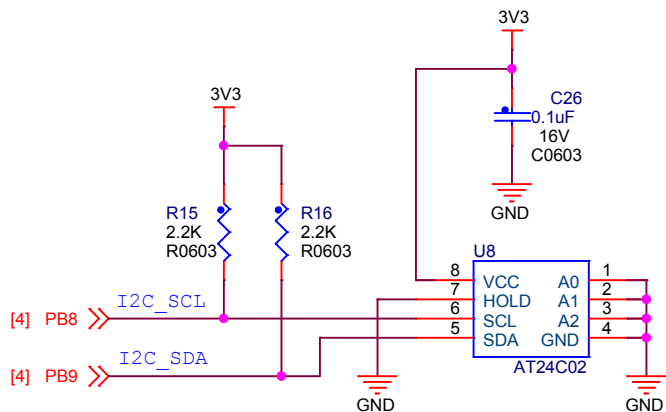 3V3
C26
0.1uF
16V
C0603
GND
3V3
R15
2.2K
R0603
R16
2.2K
R0603
U8
8 VCC A0 1
7 HOLD A1 2
6 SCL A2 3
5 SDA GND 4
AT24C02
[4] PB8 I2C_SCL
[4] PB9 I2C_SDA
GND
GND